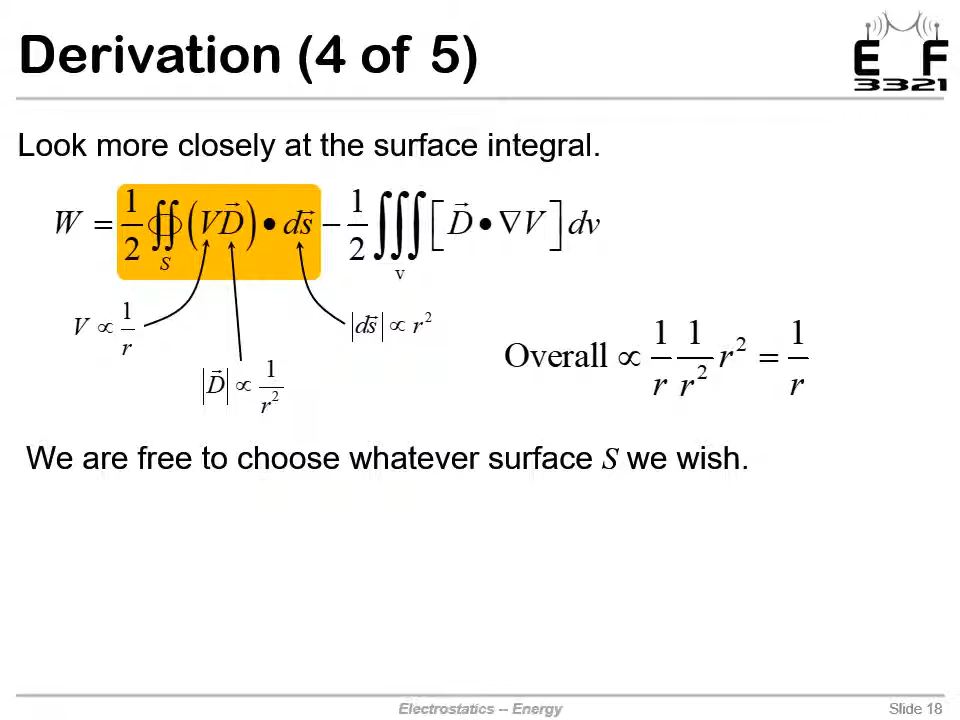 Derivation (4 of 5)
E F
3321
Look more closely at the surface integral.
W = 1/2 ∯_S (V D⃗) • ds⃗ − 1/2 ∭_v [D⃗ • ∇V] dv
V ∝ 1/r
|ds⃗| ∝ r²
|D⃗| ∝ 1/r²
Overall ∝ 1/r 1/r² r² = 1/r
We are free to choose whatever surface S we wish.
Electrostatics -- Energy
Slide 18